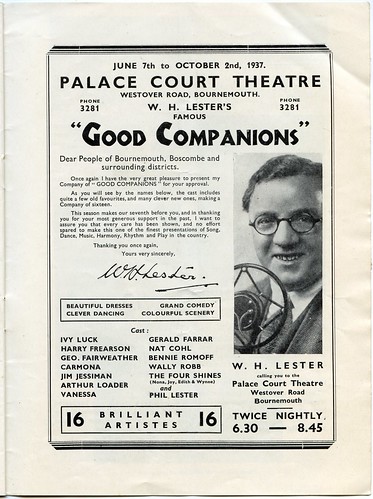 JUNE 7th to OCTOBER 2nd, 1937.
PALACE COURT THEATRE
WESTOVER ROAD, BOURNEMOUTH.
PHONE
3281
W. H. LESTER'S
FAMOUS
PHONE
3281
"GOOD COMPANIONS"
Dear People of Bournemouth, Boscombe and
surrounding districts.
Once again I have the very great pleasure to present my
Company of "GOOD COMPANIONS" for your approval.
As you will see by the names below, the cast includes
quite a few old favourites, and many clever new ones, making a
Company of sixteen.
This season makes our seventh before you, and in thanking
you for your most generous support in the past, I want to
assure you that every care has been shown, and no effort
spared to make this one of the finest presentations of Song,
Dance, Music, Harmony, Rhythm and Play in the country.
Thanking you once again,
Yours very sincerely,
W H Lester.
BEAUTIFUL DRESSES GRAND COMEDY
CLEVER DANCING COLOURFUL SCENERY
Cast :
IVY LUCK
HARRY FREARSON
GEO. FAIRWEATHER
CARMONA
JIM JESSIMAN
ARTHUR LOADER
VANESSA
GERALD FARRAR
NAT COHL
BENNIE ROMOFF
WALLY ROBB
THE FOUR SHINES
(Nona, Joy, Edith & Wynne)
and
PHIL LESTER
16 BRILLIANT 16
ARTISTES
W. H. LESTER
calling you to the
Palace Court Theatre
Westover Road
Bournemouth
TWICE NIGHTLY,
6.30 — 8.45